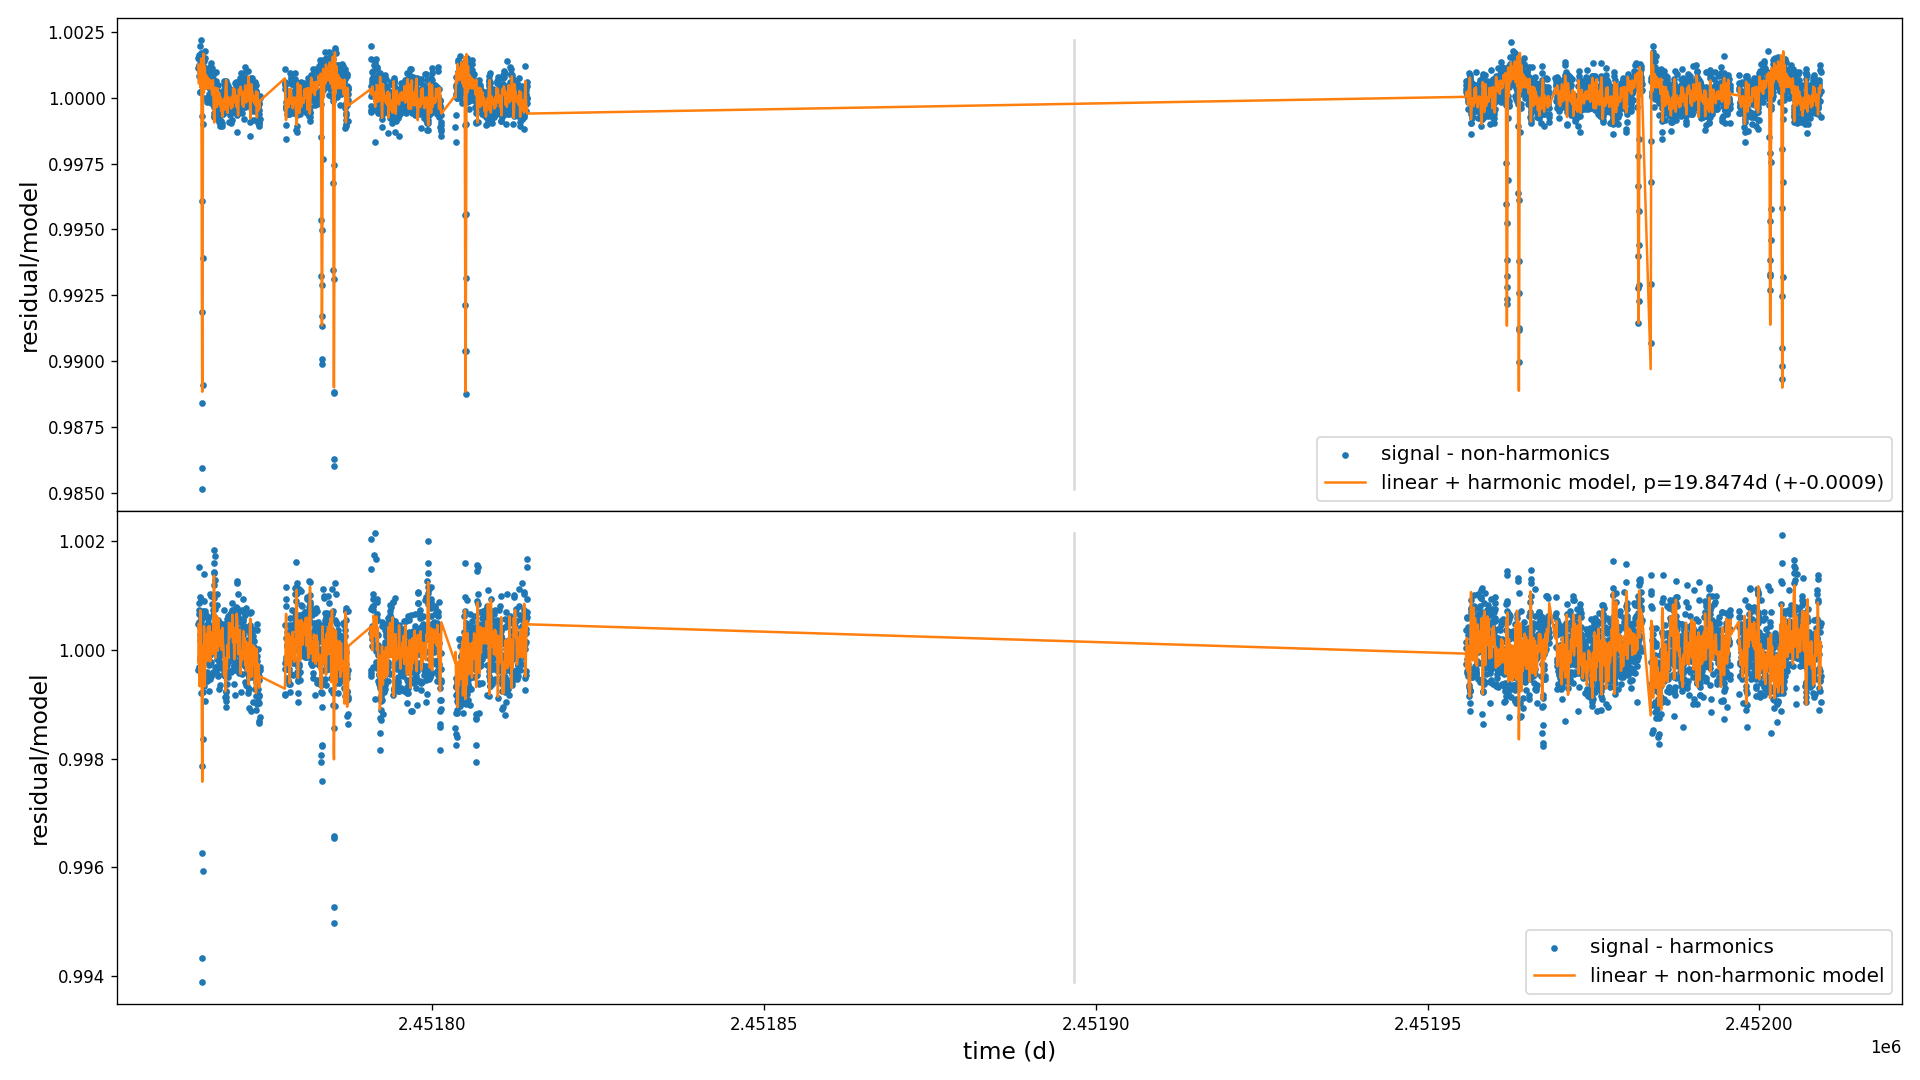 1.0025
1.0000
0.9975
0.9950
0.9925
0.9900
0.9875
0.9850
residual/model
signal - non-harmonics
linear + harmonic model, p=19.8474d (+-0.0009)
1.002
1.000
0.998
0.996
0.994
residual/model
signal - harmonics
linear + non-harmonic model
2.45180 2.45185 2.45190 2.45195 2.45200
1e6
time (d)